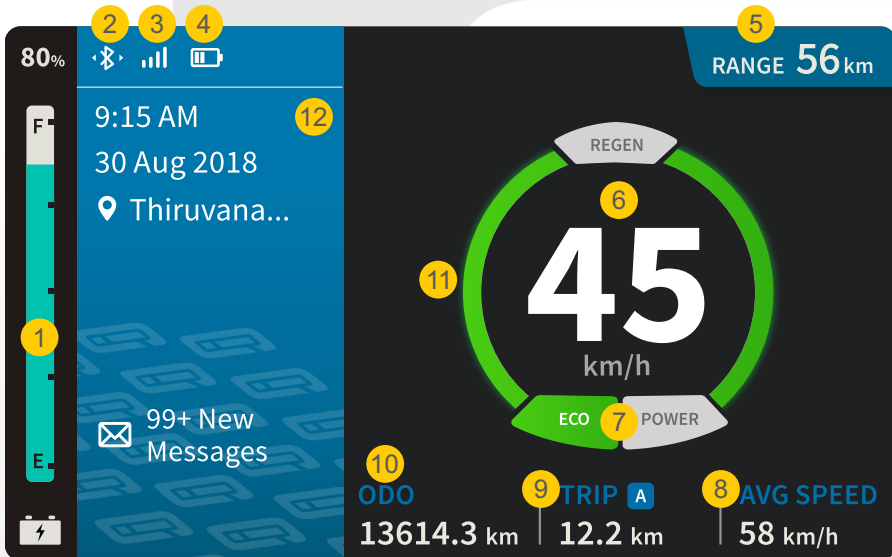 2
3
4
5
80%
RANGE 56 km
F
9:15 AM
12
30 Aug 2018
Thiruvana...
REGEN
6
45
km/h
11
1
99+ New
Messages
E
ECO
7
POWER
10
ODO
9
TRIP A
8
AVG SPEED
13614.3 km
12.2 km
58 km/h